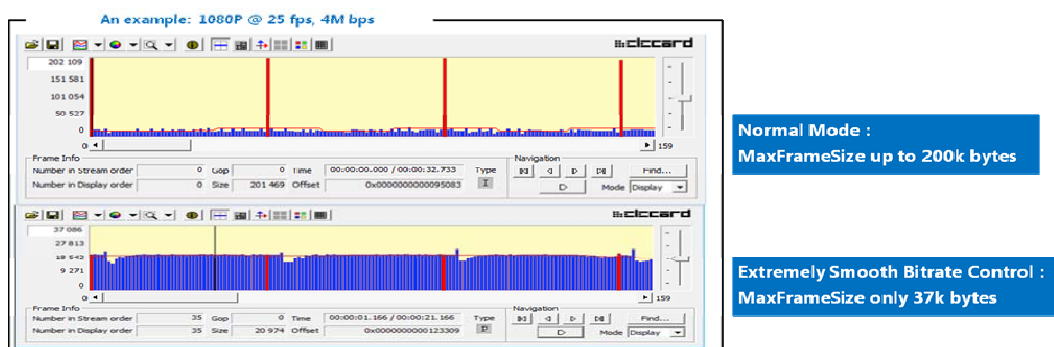 An example: 1080P @ 25 fps, 4M bps
elecard
202 109
151 581
101 054
50 527
0
0
159
Frame Info
Number in Stream order 0 Gop 0 Time 00:00:00.000 / 00:00:32.733 Type
Number in Display order 0 Size 201 469 Offset 0x0000000000095083 I
Navigation
Find...
Mode Display
Normal Mode :
MaxFrameSize up to 200k bytes
elecard
37 086
27 813
18 542
9 271
0
0
159
Frame Info
Number in Stream order 35 Gop 0 Time 00:00:01.166 / 00:00:21.166 Type
Number in Display order 35 Size 20 974 Offset 0x0000000000123309 P
Navigation
Find...
Mode Display
Extremely Smooth Bitrate Control :
MaxFrameSize only 37k bytes